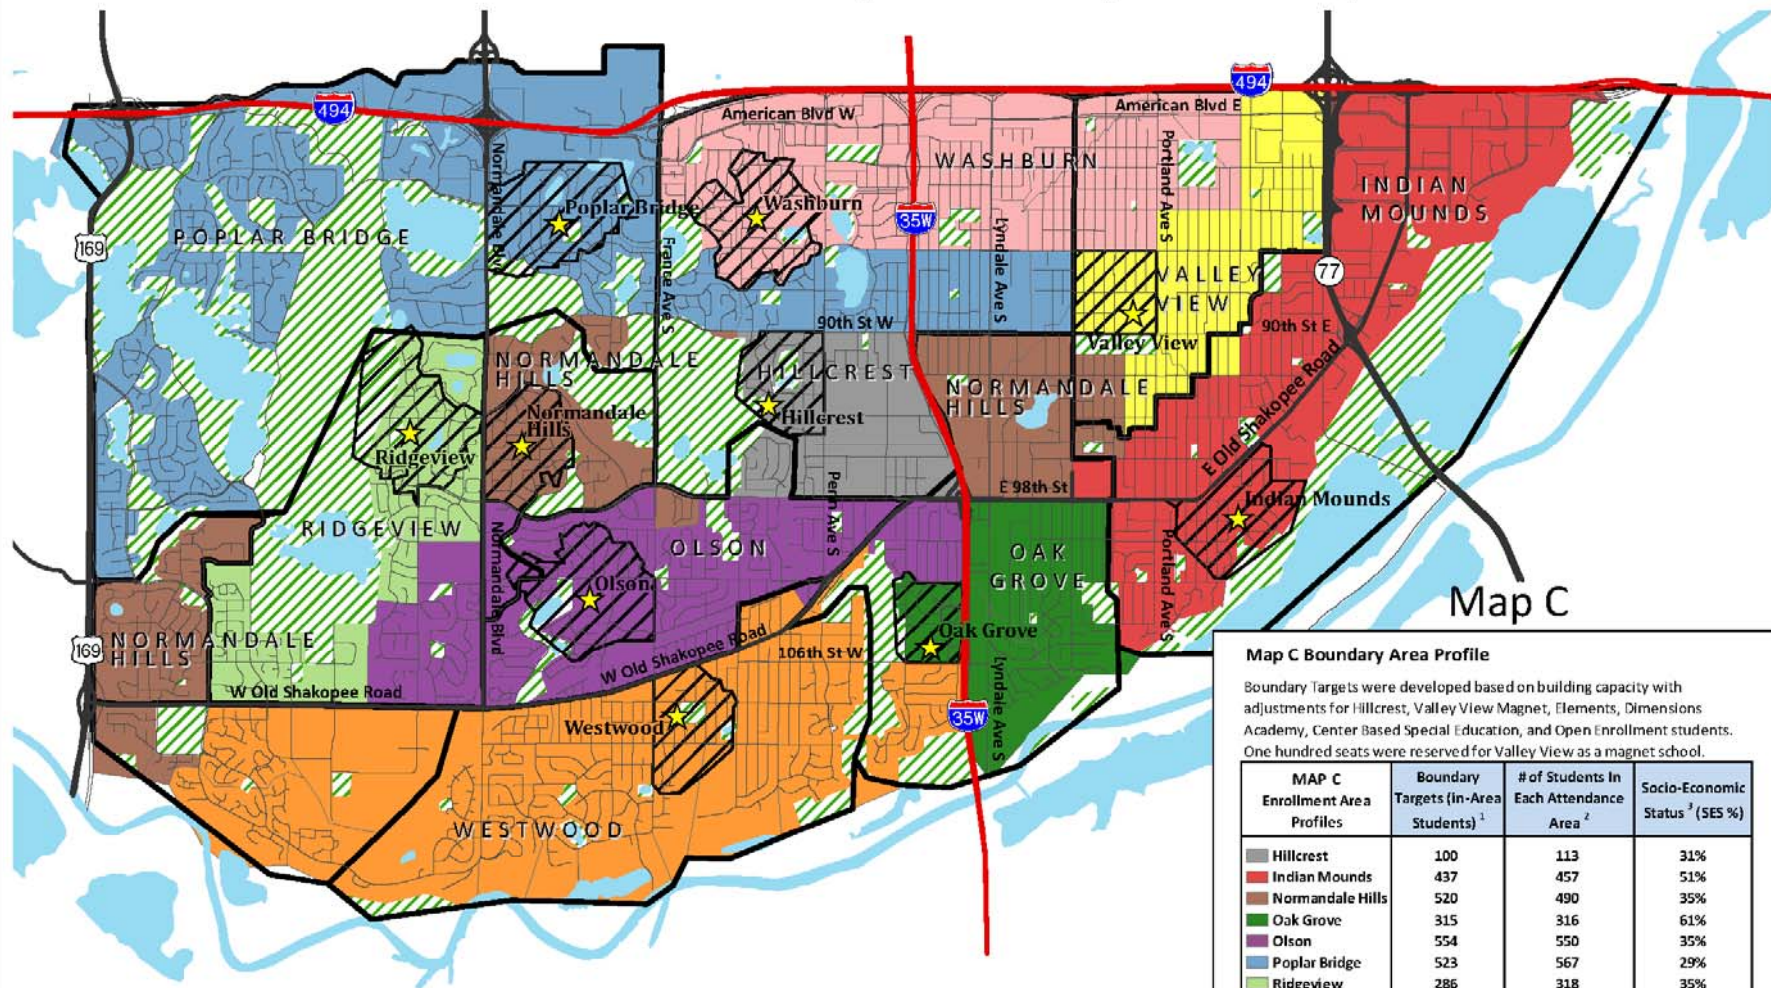 494
494
American Blvd W
American Blvd E
WASHBURN
Portland Ave S
INDIAN
MOUNDS
Normandale Blvd
Poplar Bridge
Washburn
35W
Lyndale Ave S
169
POPLAR BRIDGE
France Ave S
VALLEY
VIEW
77
90th St W
90th St E
Valley View
NORMANDALE
HILLS
HILLCREST
NORMANDALE
HILLS
Normandale
Hills
Hillcrest
Ridgeview
E Old Shakopee Road
Penn Ave S
E 98th St
Indian Mounds
RIDGEVIEW
Normandale Blvd
OLSON
OAK
GROVE
Portland Ave S
Olson
Map C
169
NORMANDALE
HILLS
Oak Grove
W Old Shakopee Road
106th St W
W Old Shakopee Road
Lyndale Ave S
Westwood
35W
WESTWOOD
Map C Boundary Area Profile
Boundary Targets were developed based on building capacity with
adjustments for Hillcrest, Valley View Magnet, Elements, Dimensions
Academy, Center Based Special Education, and Open Enrollment students.
One hundred seats were reserved for Valley View as a magnet school.
MAP C Enrollment Area Profiles | Boundary Targets (in-Area Students) 1 | # of Students In Each Attendance Area 2 | Socio-Economic Status 3 (SES %)
Hillcrest 100 113 31%
Indian Mounds 437 457 51%
Normandale Hills 520 490 35%
Oak Grove 315 316 61%
Olson 554 550 35%
Poplar Bridge 523 567 29%
Ridgeview 286 318 35%